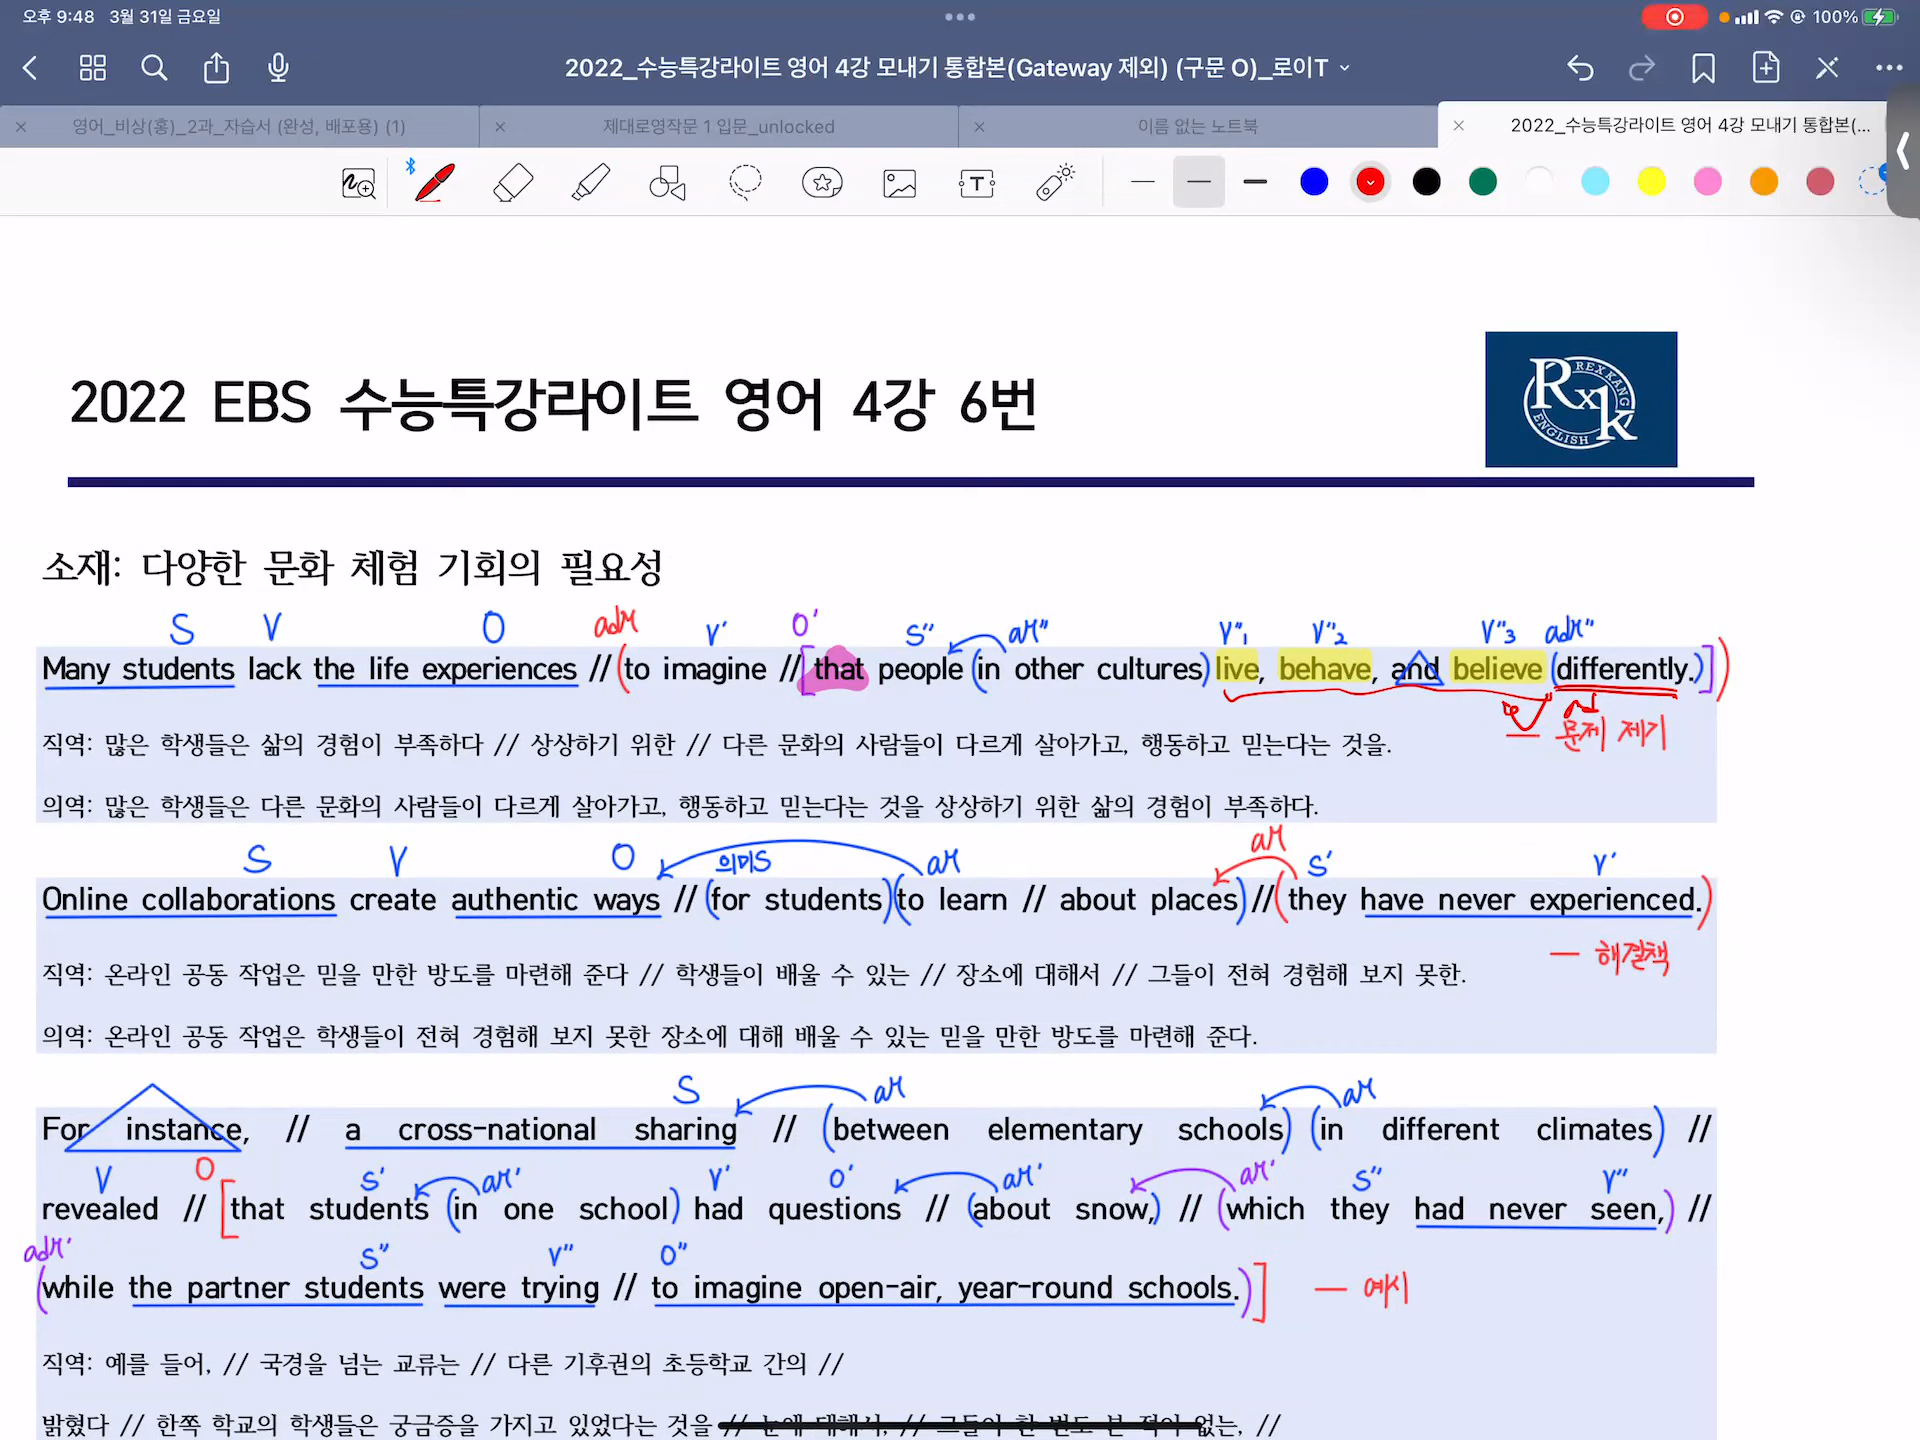 오후 9:48 3월 31일 금요일
100%
2022_수능특강라이트 영어 4강 모내기 통합본(Gateway 제외) (구문 O)_로이T
영어_비상(홍)_2과_자습서 (완성, 배포용) (1)
제대로영작문 1 입문_unlocked
이름 없는 노트북
2022_수능특강라이트 영어 4강 모내기 통합본(...
2022 EBS 수능특강라이트 영어 4강 6번
REX KANG
RxK
ENGLISH
소재: 다양한 문화 체험 기회의 필요성
S V O V' O' S" V"1 V"2 V"3
Many students lack the life experiences // (to imagine // [that people (in other cultures) live, behave, and believe (differently.)])
직역: 많은 학생들은 삶의 경험이 부족하다 // 상상하기 위한 // 다른 문화의 사람들이 다르게 살아가고, 행동하고 믿는다는 것을.
— 문제 제기
의역: 많은 학생들은 다른 문화의 사람들이 다르게 살아가고, 행동하고 믿는다는 것을 상상하기 위한 삶의 경험이 부족하다.
S V O 의미S S' V'
Online collaborations create authentic ways // (for students)(to learn // about places) // (they have never experienced.)
— 해결책
직역: 온라인 공동 작업은 믿을 만한 방도를 마련해 준다 // 학생들이 배울 수 있는 // 장소에 대해서 // 그들이 전혀 경험해 보지 못한.
의역: 온라인 공동 작업은 학생들이 전혀 경험해 보지 못한 장소에 대해 배울 수 있는 믿을 만한 방도를 마련해 준다.
S
For instance, // a cross-national sharing // (between elementary schools) (in different climates) //
V O S' V' O' S" V"
revealed // [that students (in one school) had questions // (about snow,) // (which they had never seen,) //
S" V" O"
(while the partner students were trying // to imagine open-air, year-round schools.)] — 예시
직역: 예를 들어, // 국경을 넘는 교류는 // 다른 기후권의 초등학교 간의 //
밝혔다 // 한쪽 학교의 학생들은 궁금증을 가지고 있었다는 것을 // 눈에 대해서, // 그들이 한 번도 본 적이 없는, //